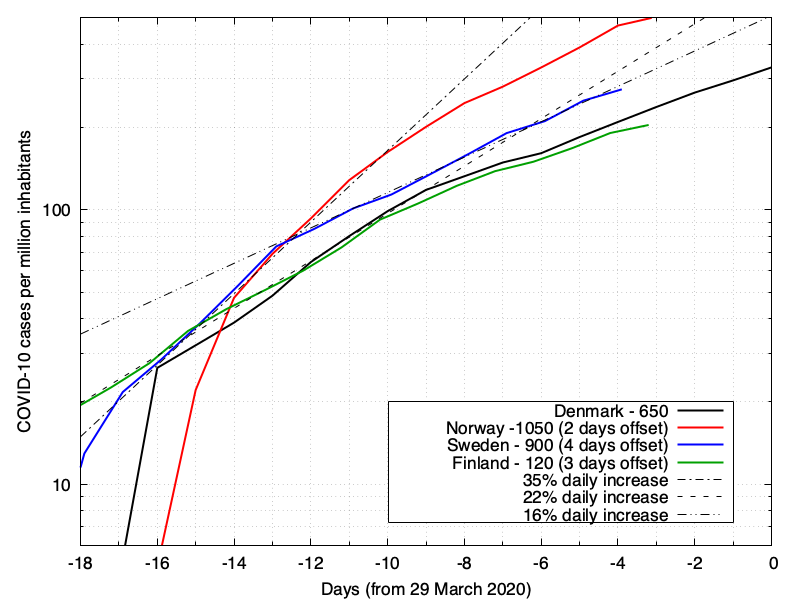 100
10
COVID-10 cases per million inhabitants
Denmark - 650
Norway -1050 (2 days offset)
Sweden - 900 (4 days offset)
Finland - 120 (3 days offset)
35% daily increase
22% daily increase
16% daily increase
-18 -16 -14 -12 -10 -8 -6 -4 -2 0
Days (from 29 March 2020)